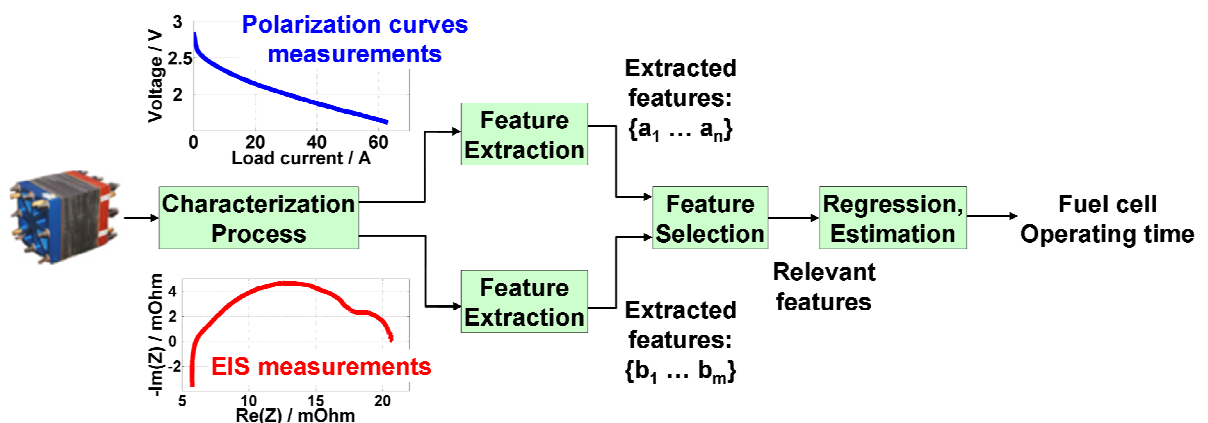 3
2.5
2
Voltage / V
Polarization curves
measurements
0
20
40
60
Load current / A
Feature
Extraction
Extracted
features:
{a1 … an}
Characterization
Process
Feature
Selection
Regression,
Estimation
Fuel cell
Operating time
Relevant
features
4
2
0
-2
-Im(Z) / mOhm
EIS measurements
5
10
15
20
Re(Z) / mOhm
Feature
Extraction
Extracted
features:
{b1 … bm}